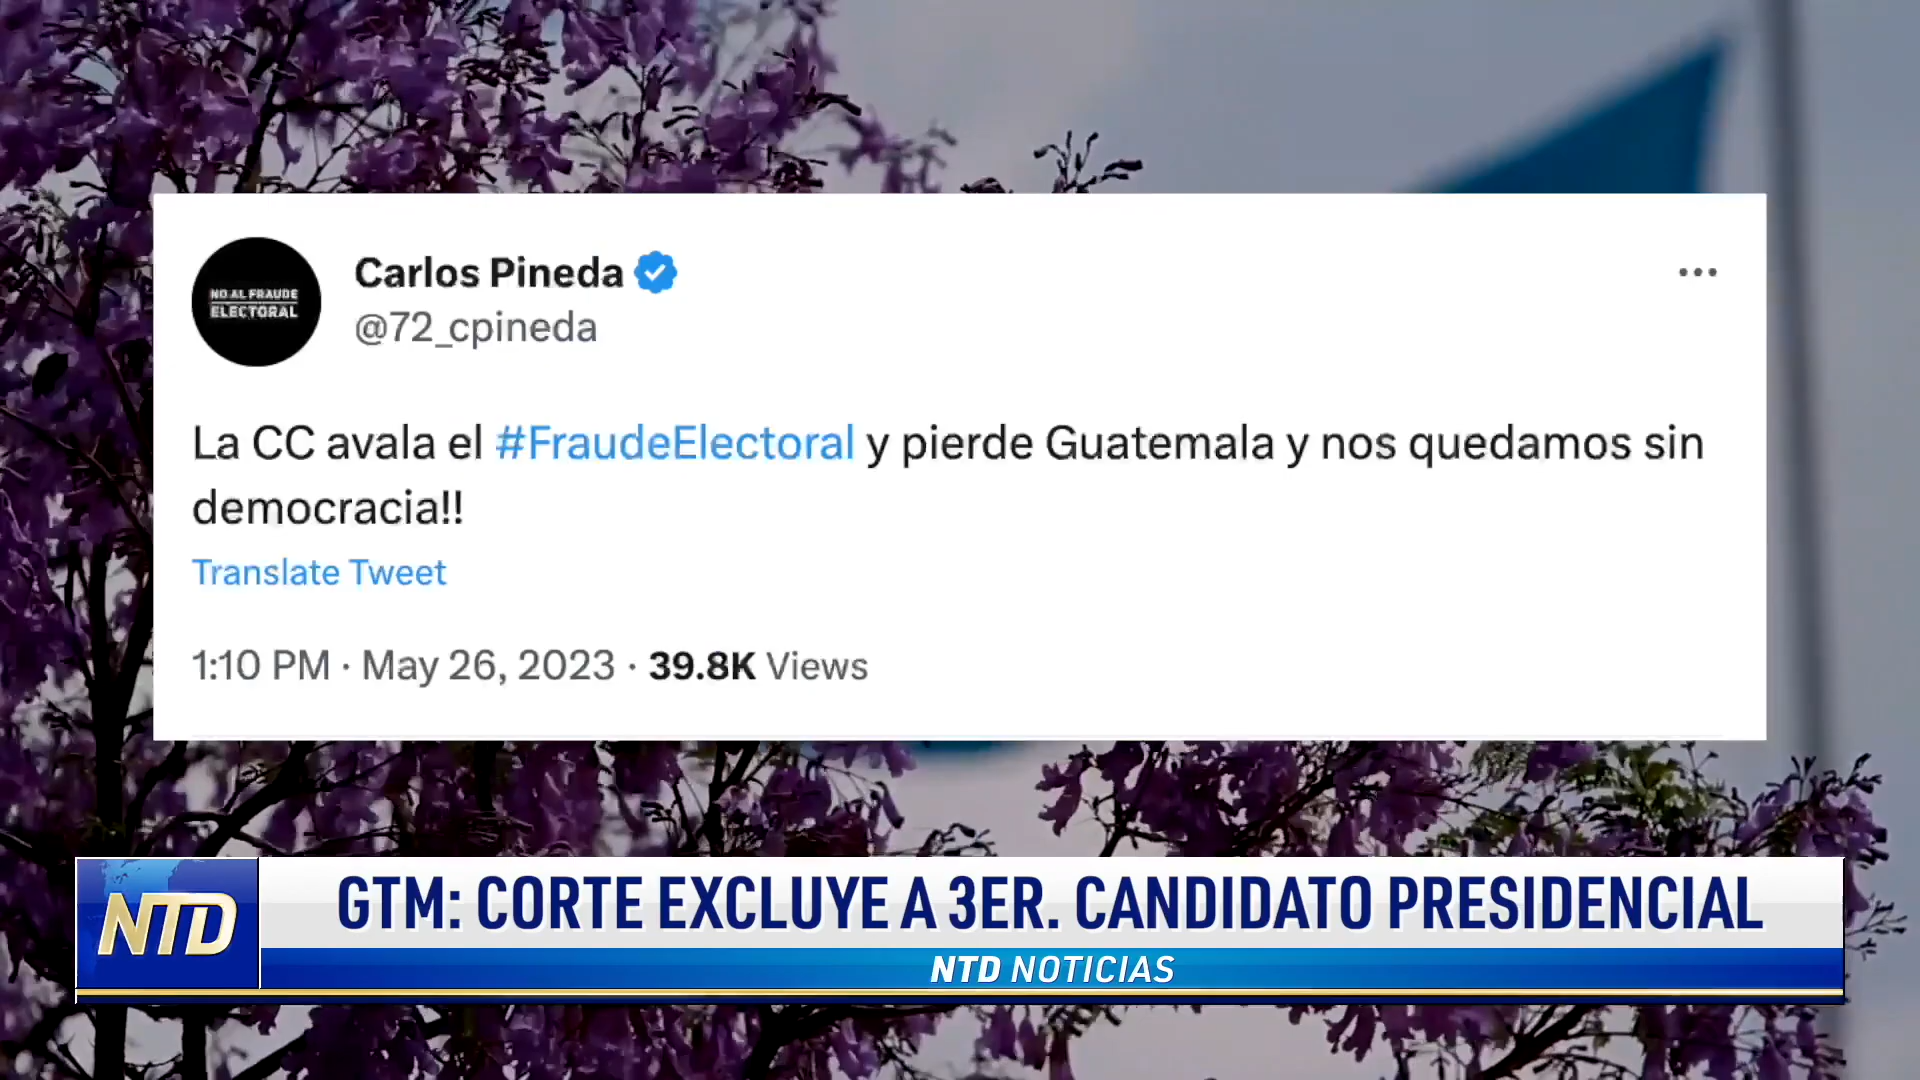 NO AL FRAUDE
ELECTORAL
Carlos Pineda
@72_cpineda
La CC avala el #FraudeElectoral y pierde Guatemala y nos quedamos sin
democracia!!
Translate Tweet
1:10 PM · May 26, 2023 · 39.8K Views
NTD
GTM: CORTE EXCLUYE A 3ER. CANDIDATO PRESIDENCIAL
NTD NOTICIAS